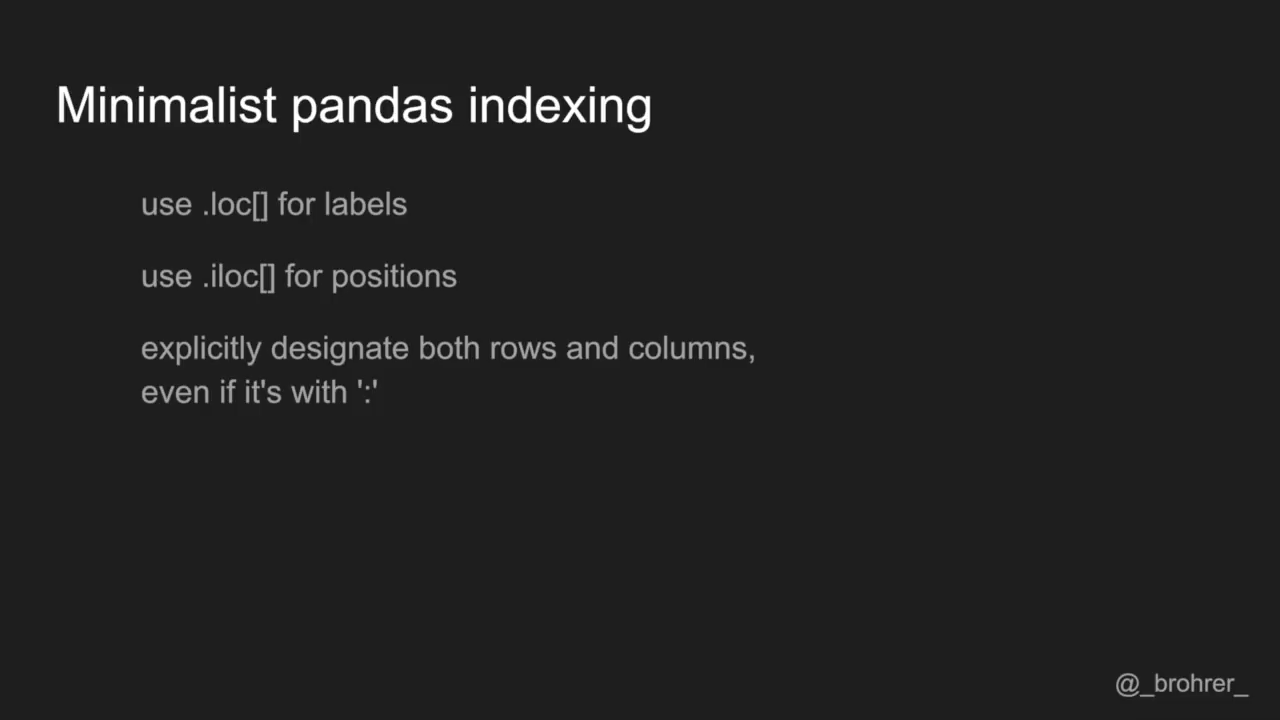 Minimalist pandas indexing
use .loc[] for labels
use .iloc[] for positions
explicitly designate both rows and columns,
even if it's with ':'
@_brohrer_